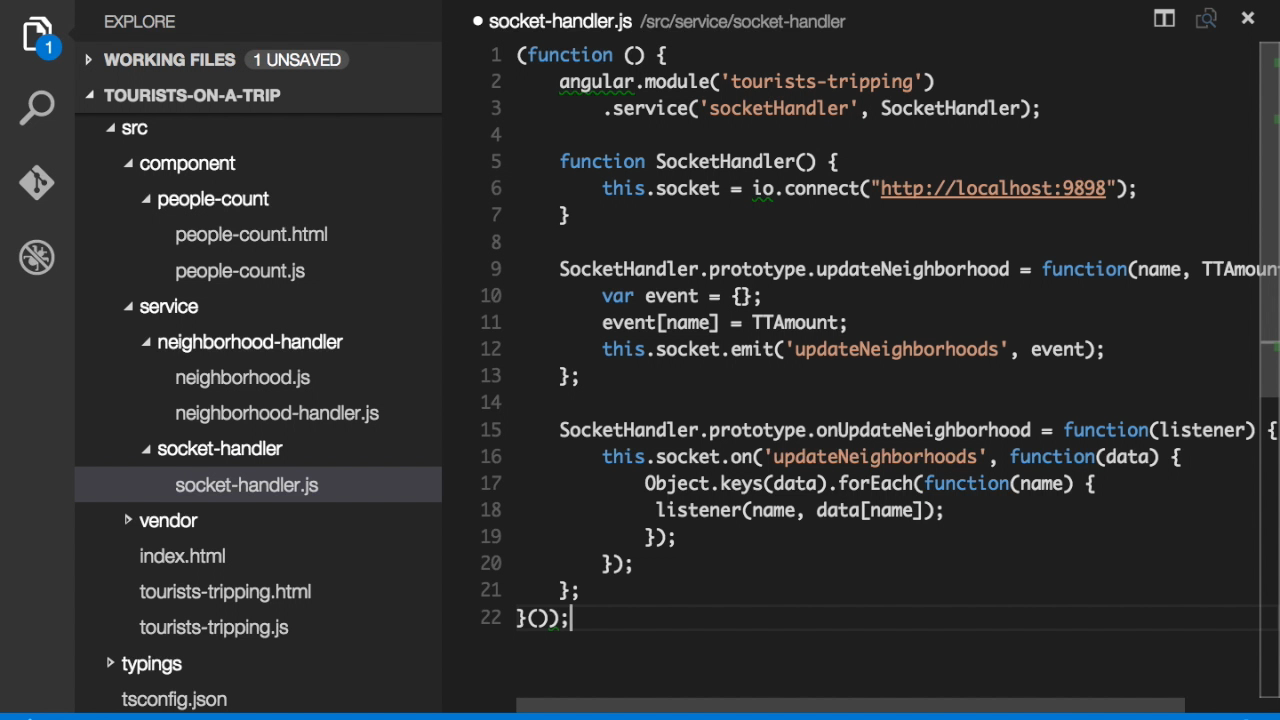 1
EXPLORE
WORKING FILES 1 UNSAVED
TOURISTS-ON-A-TRIP
src
component
people-count
people-count.html
people-count.js
service
neighborhood-handler
neighborhood.js
neighborhood-handler.js
socket-handler
socket-handler.js
vendor
index.html
tourists-tripping.html
tourists-tripping.js
typings
tsconfig.json
socket-handler.js /src/service/socket-handler
1 (function () {
2 angular.module('tourists-tripping')
3 .service('socketHandler', SocketHandler);
4
5 function SocketHandler() {
6 this.socket = io.connect("http://localhost:9898");
7 }
8
9 SocketHandler.prototype.updateNeighborhood = function(name, TTAmoun
10 var event = {};
11 event[name] = TTAmount;
12 this.socket.emit('updateNeighborhoods', event);
13 };
14
15 SocketHandler.prototype.onUpdateNeighborhood = function(listener) {
16 this.socket.on('updateNeighborhoods', function(data) {
17 Object.keys(data).forEach(function(name) {
18 listener(name, data[name]);
19 });
20 });
21 };
22 }());